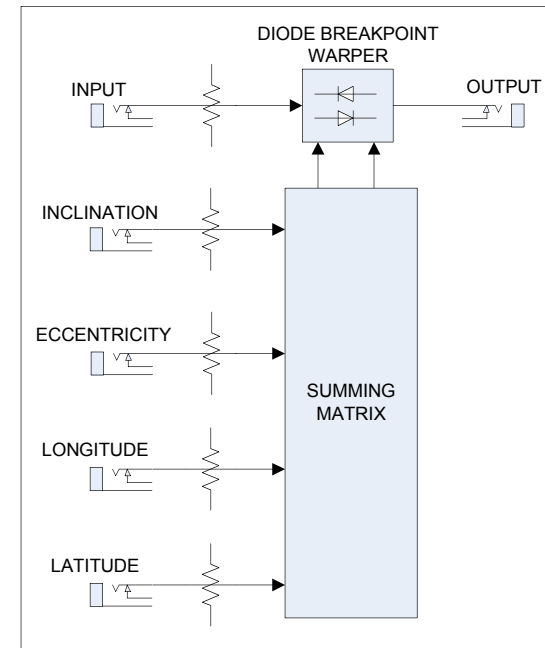 DIODE BREAKPOINT
WARPER
INPUT
OUTPUT
INCLINATION
ECCENTRICITY
SUMMING
MATRIX
LONGITUDE
LATITUDE